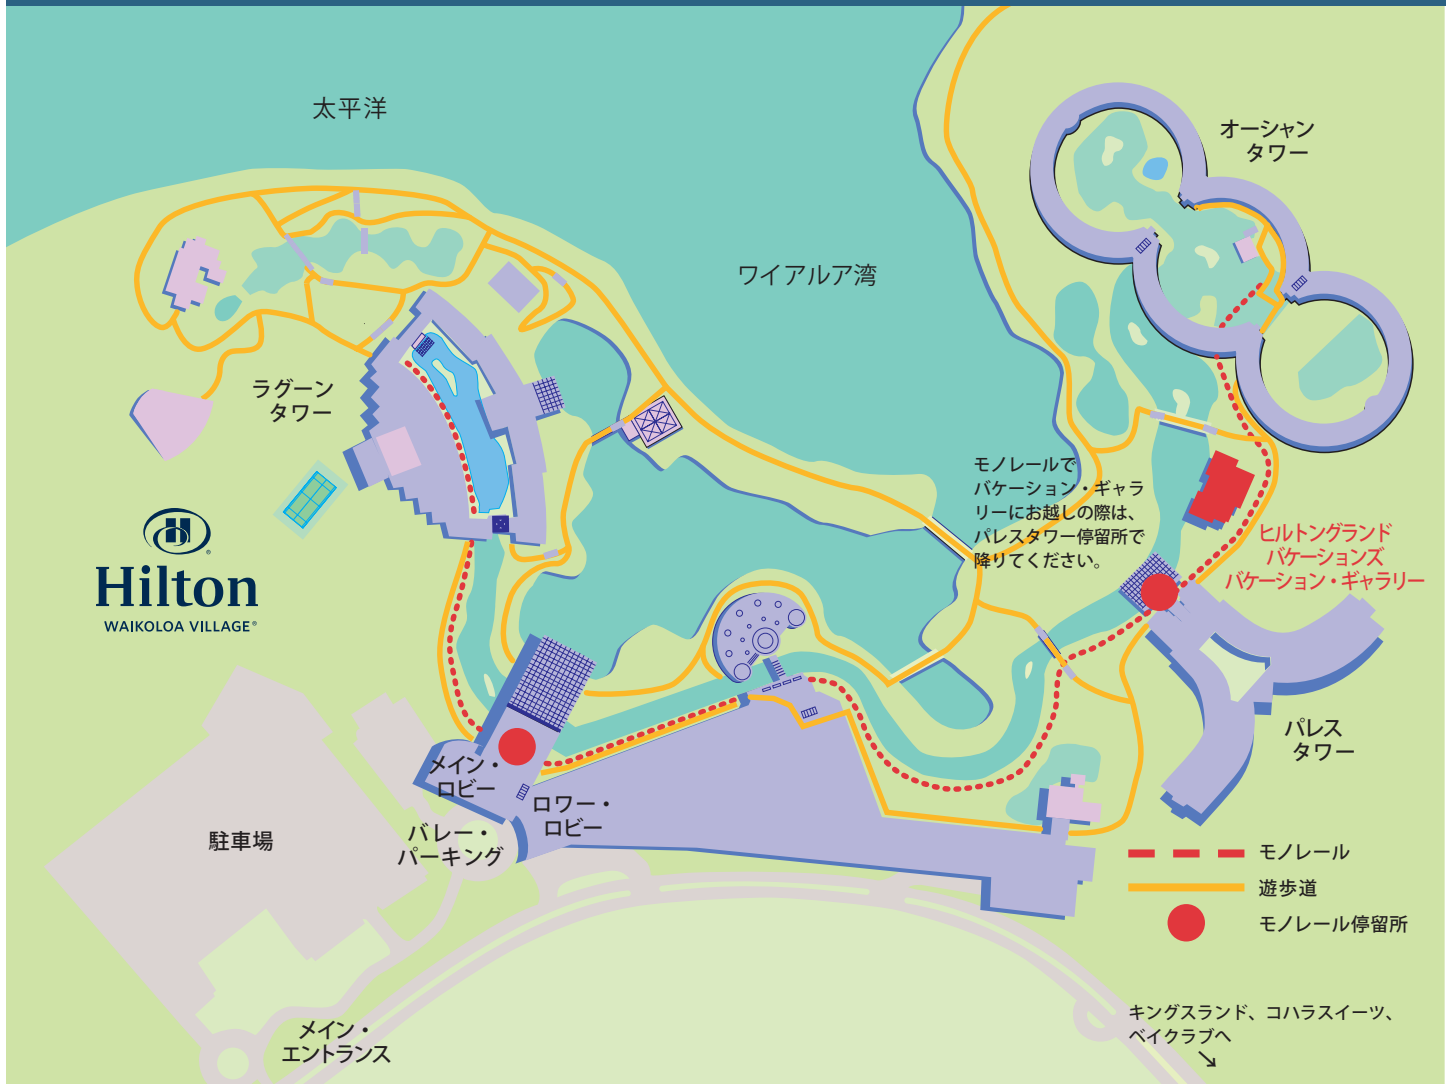 太平洋
オーシャン
タワー
ワイアルア湾
ラグーン
タワー
モノレールで
バケーション・ギャラ
リーにお越しの際は、
パレスタワー停留所で
降りてください。
Hilton
WAIKOLOA VILLAGE®
ヒルトングランド
バケーションズ
バケーション・ギャラリー
パレス
タワー
メイン・
ロビー
ロワー・
ロビー
バレー・
パーキング
駐車場
モノレール
遊歩道
モノレール停留所
メイン・
エントランス
キングスランド、コハラスイーツ、
ベイクラブへ